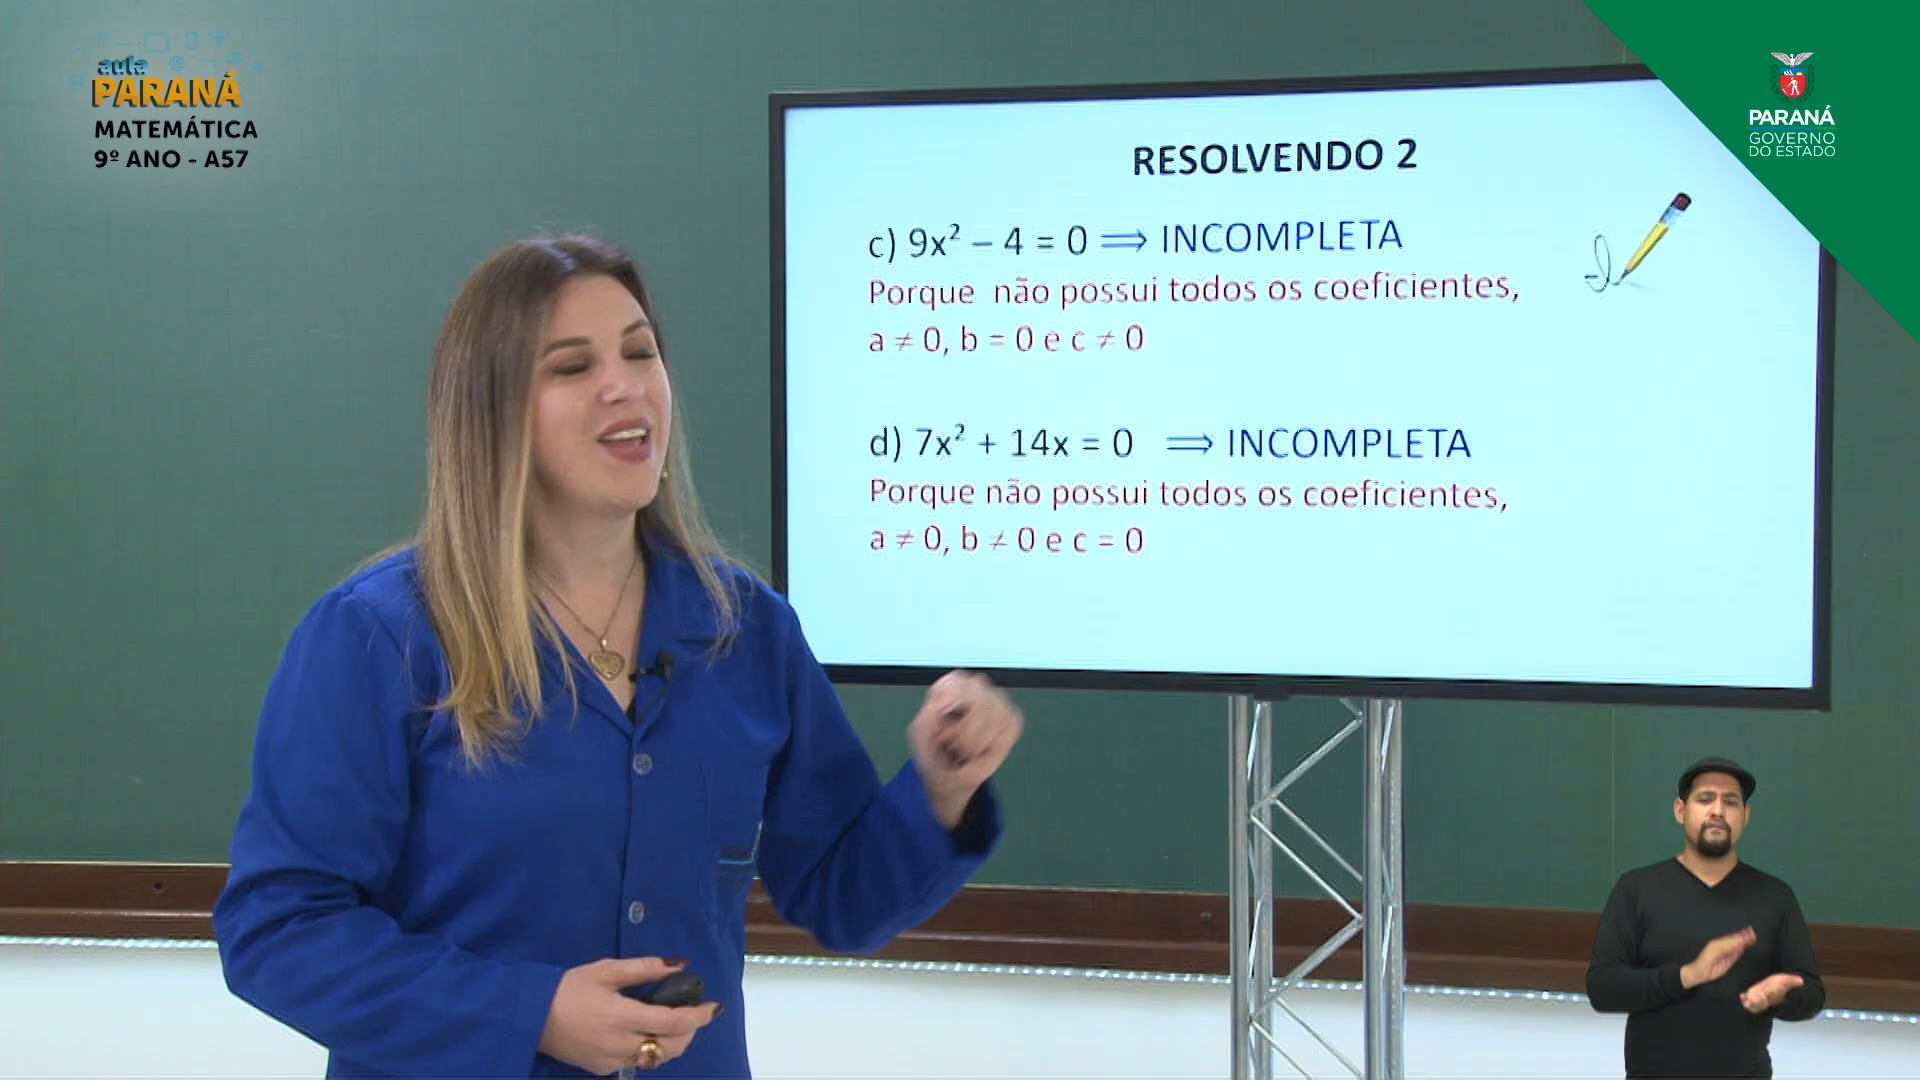 aula
PARANÁ
MATEMÁTICA
9º ANO - A57
PARANÁ
GOVERNO
DO ESTADO
RESOLVENDO 2
c) 9x² – 4 = 0 ⟹ INCOMPLETA
Porque não possui todos os coeficientes,
a ≠ 0, b = 0 e c ≠ 0
d) 7x² + 14x = 0 ⟹ INCOMPLETA
Porque não possui todos os coeficientes,
a ≠ 0, b ≠ 0 e c = 0